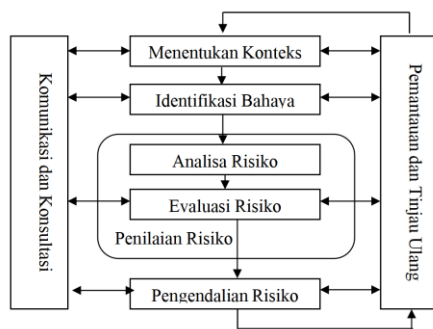 Komunikasi dan Konsultasi
Menentukan Konteks
Identifikasi Bahaya
Analisa Risiko
Evaluasi Risiko
Penilaian Risiko
Pengendalian Risiko
Pemantauan dan Tinjau Ulang